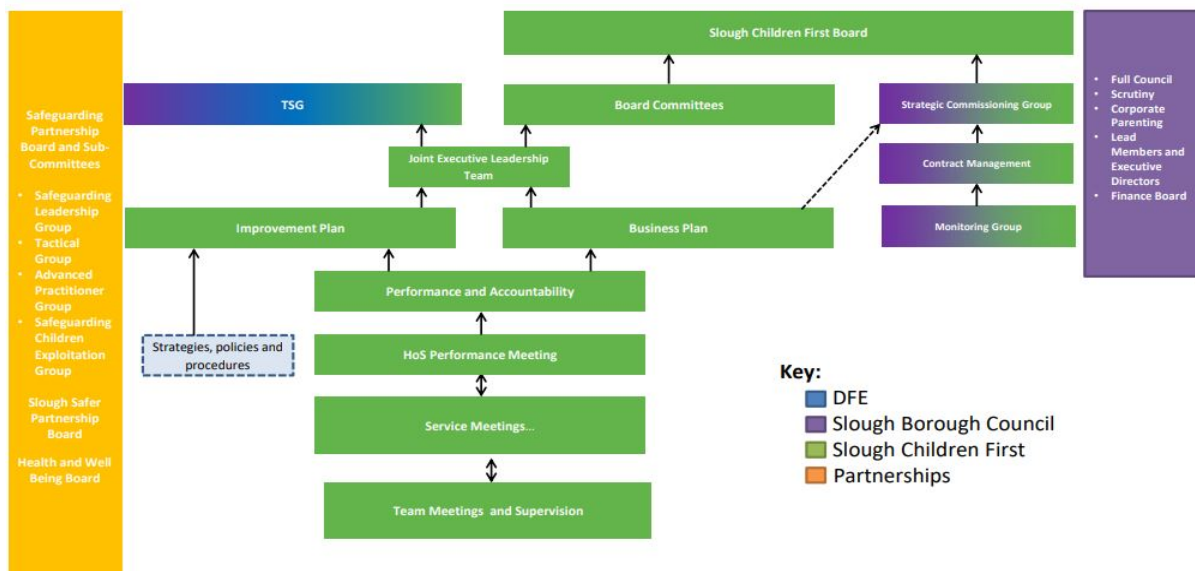 Safeguarding
Partnership
Board and Sub-
Committees
• Safeguarding
Leadership
Group
• Tactical
Group
• Advanced
Practitioner
Group
• Safeguarding
Children
Exploitation
Group
Slough Safer
Partnership
Board
Health and Well
Being Board
Slough Children First Board
TSG
Board Committees
Strategic Commissioning Group
Joint Executive Leadership
Team
Contract Management
Improvement Plan
Business Plan
Monitoring Group
Performance and Accountability
Strategies, policies and
procedures
HoS Performance Meeting
Service Meetings...
Team Meetings and Supervision
• Full Council
• Scrutiny
• Corporate
Parenting
• Lead
Members and
Executive
Directors
• Finance Board
Key:
DFE
Slough Borough Council
Slough Children First
Partnerships